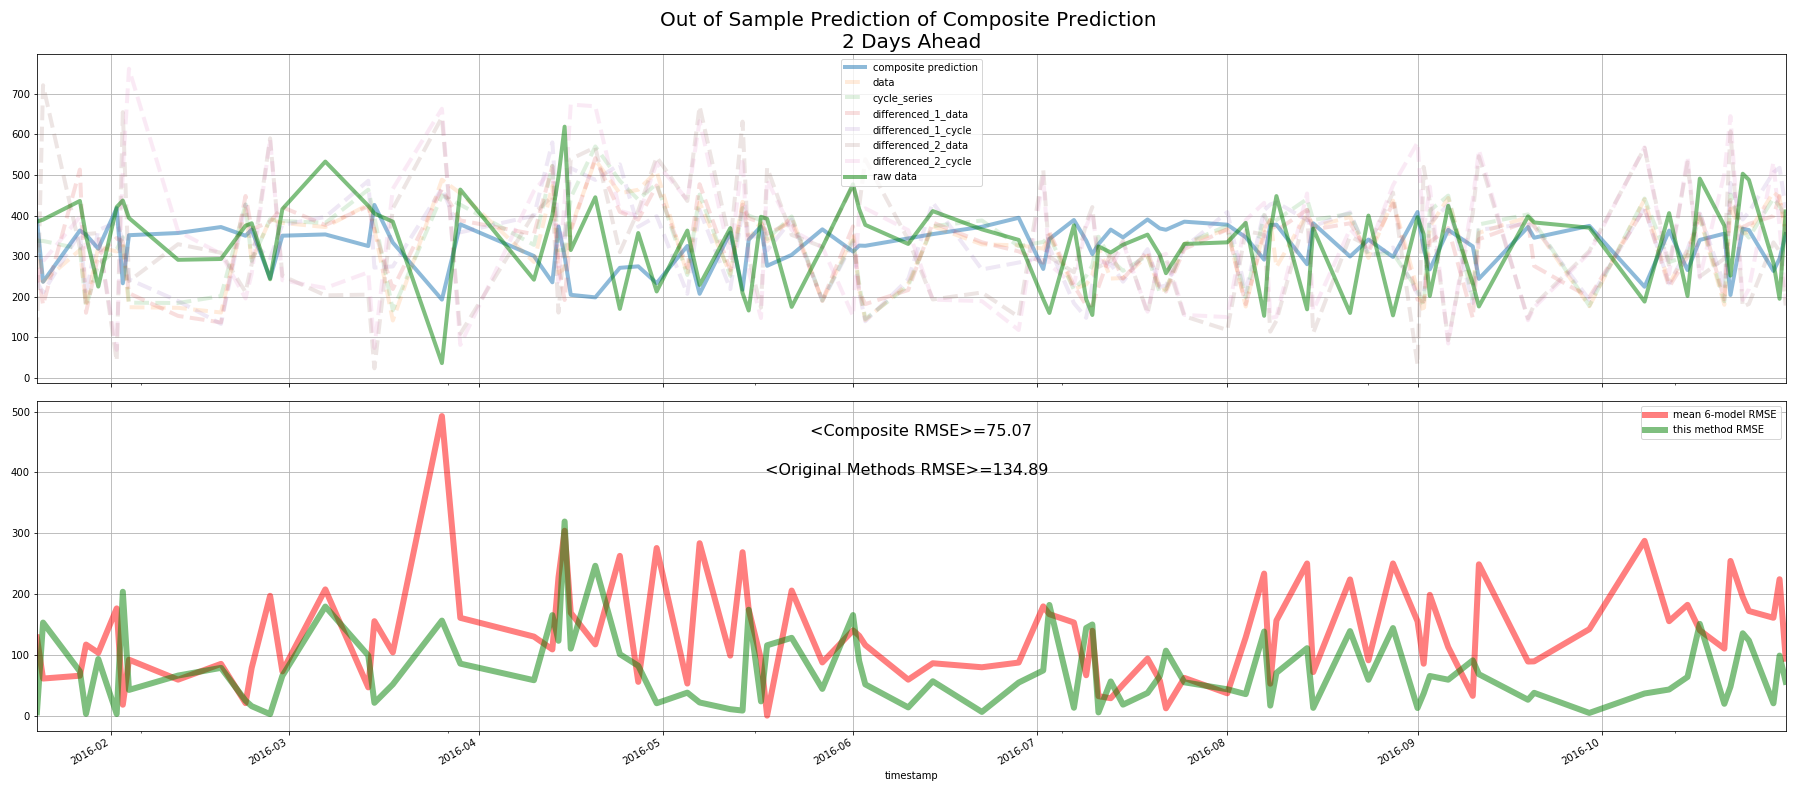 Out of Sample Prediction of Composite Prediction
2 Days Ahead
700
600
500
400
300
200
100
0
composite prediction
data
cycle_series
differenced_1_data
differenced_1_cycle
differenced_2_data
differenced_2_cycle
raw data
500
400
300
200
100
0
<Composite RMSE>=75.07
<Original Methods RMSE>=134.89
mean 6-model RMSE
this method RMSE
2016-02
2016-03
2016-04
2016-05
2016-06
2016-07
2016-08
2016-09
2016-10
timestamp